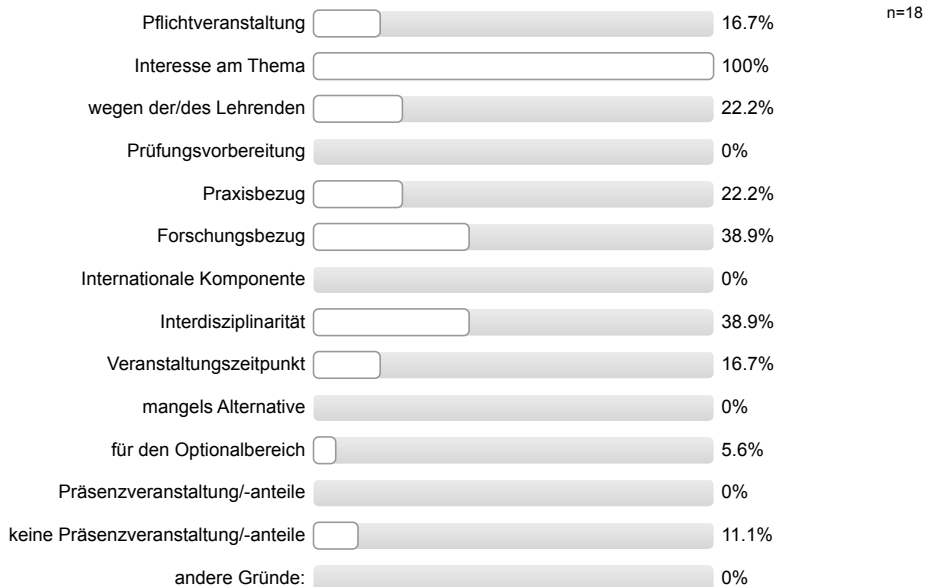 n=18
Pflichtveranstaltung 16.7%
Interesse am Thema 100%
wegen der/des Lehrenden 22.2%
Prüfungsvorbereitung 0%
Praxisbezug 22.2%
Forschungsbezug 38.9%
Internationale Komponente 0%
Interdisziplinarität 38.9%
Veranstaltungszeitpunkt 16.7%
mangels Alternative 0%
für den Optionalbereich 5.6%
Präsenzveranstaltung/-anteile 0%
keine Präsenzveranstaltung/-anteile 11.1%
andere Gründe: 0%